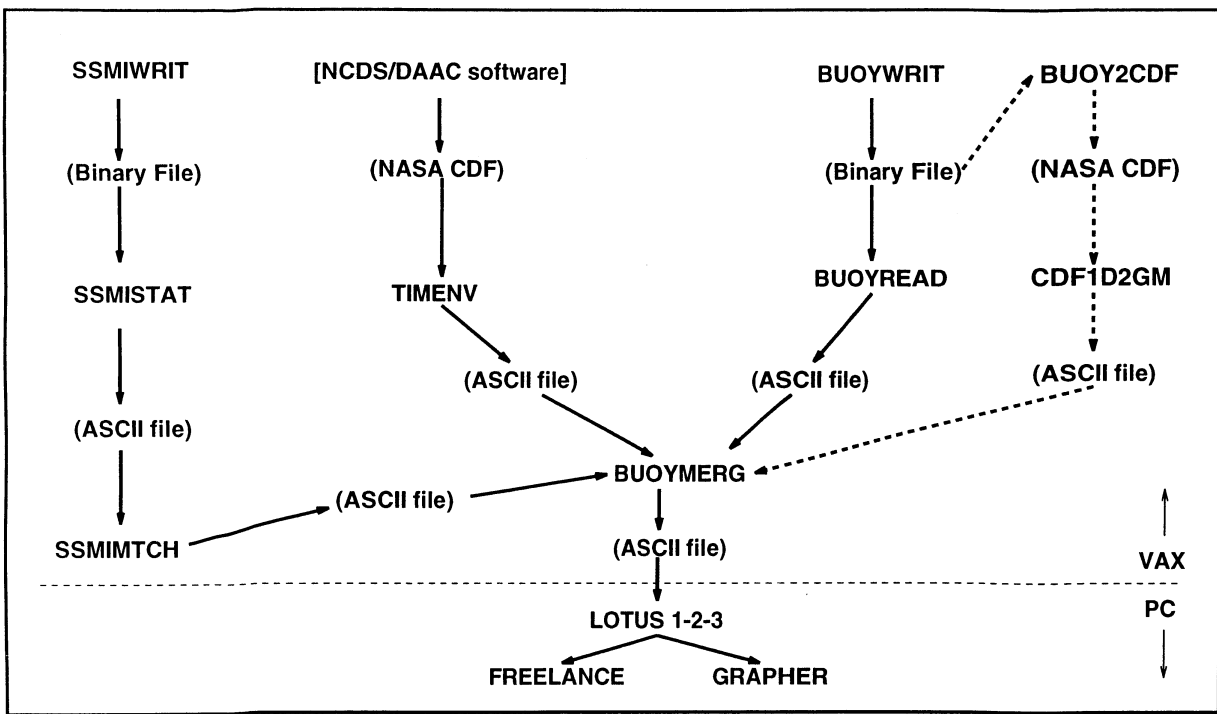 SSMIWRIT
[NCDS/DAAC software]
BUOYWRIT
BUOY2CDF
(Binary File)
(NASA CDF)
(Binary File)
(NASA CDF)
SSMISTAT
TIMENV
BUOYREAD
CDF1D2GM
(ASCII file)
(ASCII file)
(ASCII file)
(ASCII file)
BUOYMERG
(ASCII file)
SSMIMTCH
(ASCII file)
VAX
PC
LOTUS 1-2-3
FREELANCE
GRAPHER